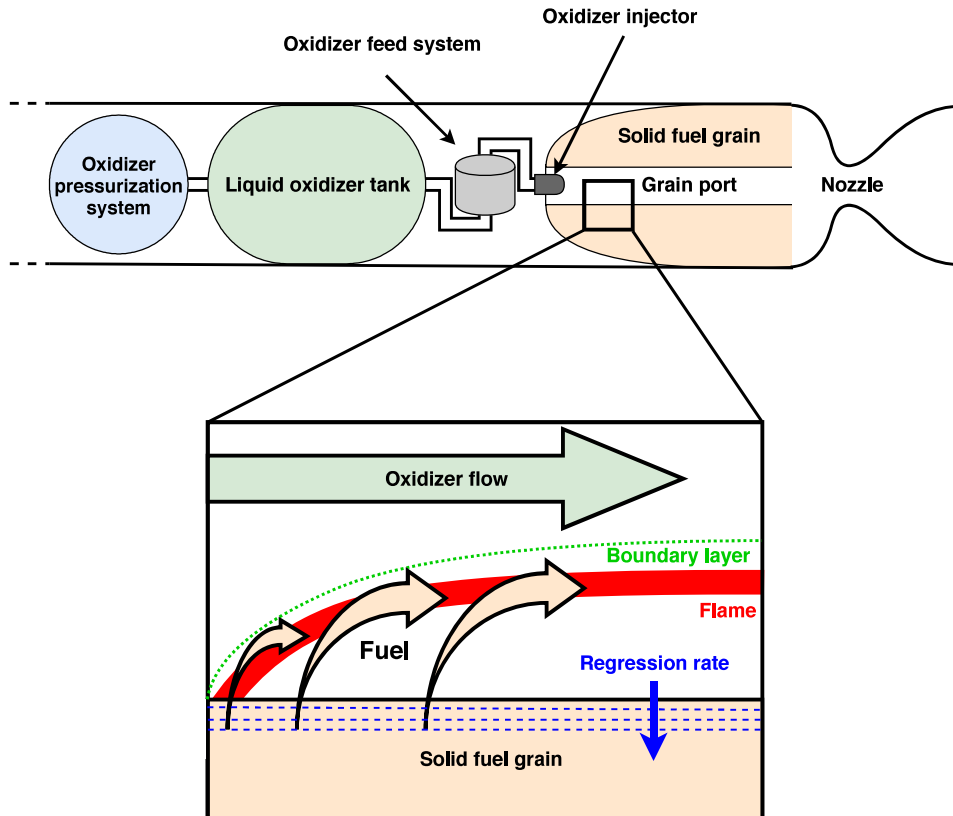 Oxidizer injector
Oxidizer feed system
Solid fuel grain
Oxidizer
pressurization
system
Liquid oxidizer tank
Grain port
Nozzle
Oxidizer flow
Boundary layer
Flame
Fuel
Regression rate
Solid fuel grain